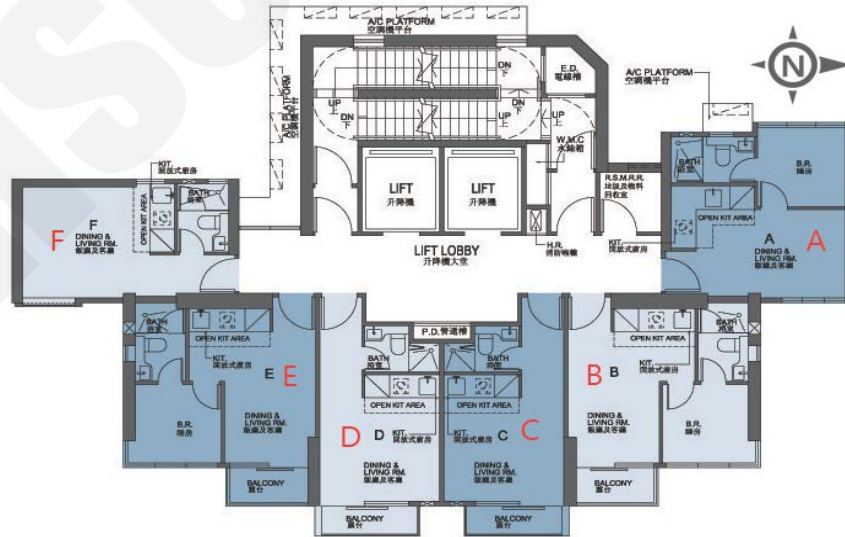 A/C PLATFORM
空調機平台
N
E.D.
電線槽
A/C PLATFORM
空調機平台
DN
下
UP
上
DN
下
DN
下
UP
上
UP
上
A/C PLATFORM
空調機平台
W.M.C
水錶箱
KIT.
開放式廚房
BATH
浴室
LIFT
升降機
LIFT
升降機
R.S.M.R.R.
垃圾及物料
回收室
BATH
浴室
B.R.
睡房
F
F
DINING &
LIVING RM.
飯廳及客廳
OPEN KIT AREA
OPEN KIT AREA
LIFT LOBBY
升降機大堂
H.R.
消防喉轆
KIT.
開放式廚房
A
A
DINING &
LIVING RM.
飯廳及客廳
BATH
浴室
OPEN KIT AREA
KIT.
開放式廚房
E
E
DINING &
LIVING RM.
飯廳及客廳
B.R.
睡房
BALCONY
露台
P.D. 管道槽
BATH
浴室
OPEN KIT AREA
D
D
KIT.
開放式廚房
DINING &
LIVING RM.
飯廳及客廳
BALCONY
露台
BATH
浴室
OPEN KIT AREA
KIT.
開放式廚房
C
C
DINING &
LIVING RM.
飯廳及客廳
BALCONY
露台
OPEN KIT AREA
BATH
浴室
KIT.
開放式廚房
B
B
DINING &
LIVING RM.
飯廳及客廳
B.R.
睡房
BALCONY
露台